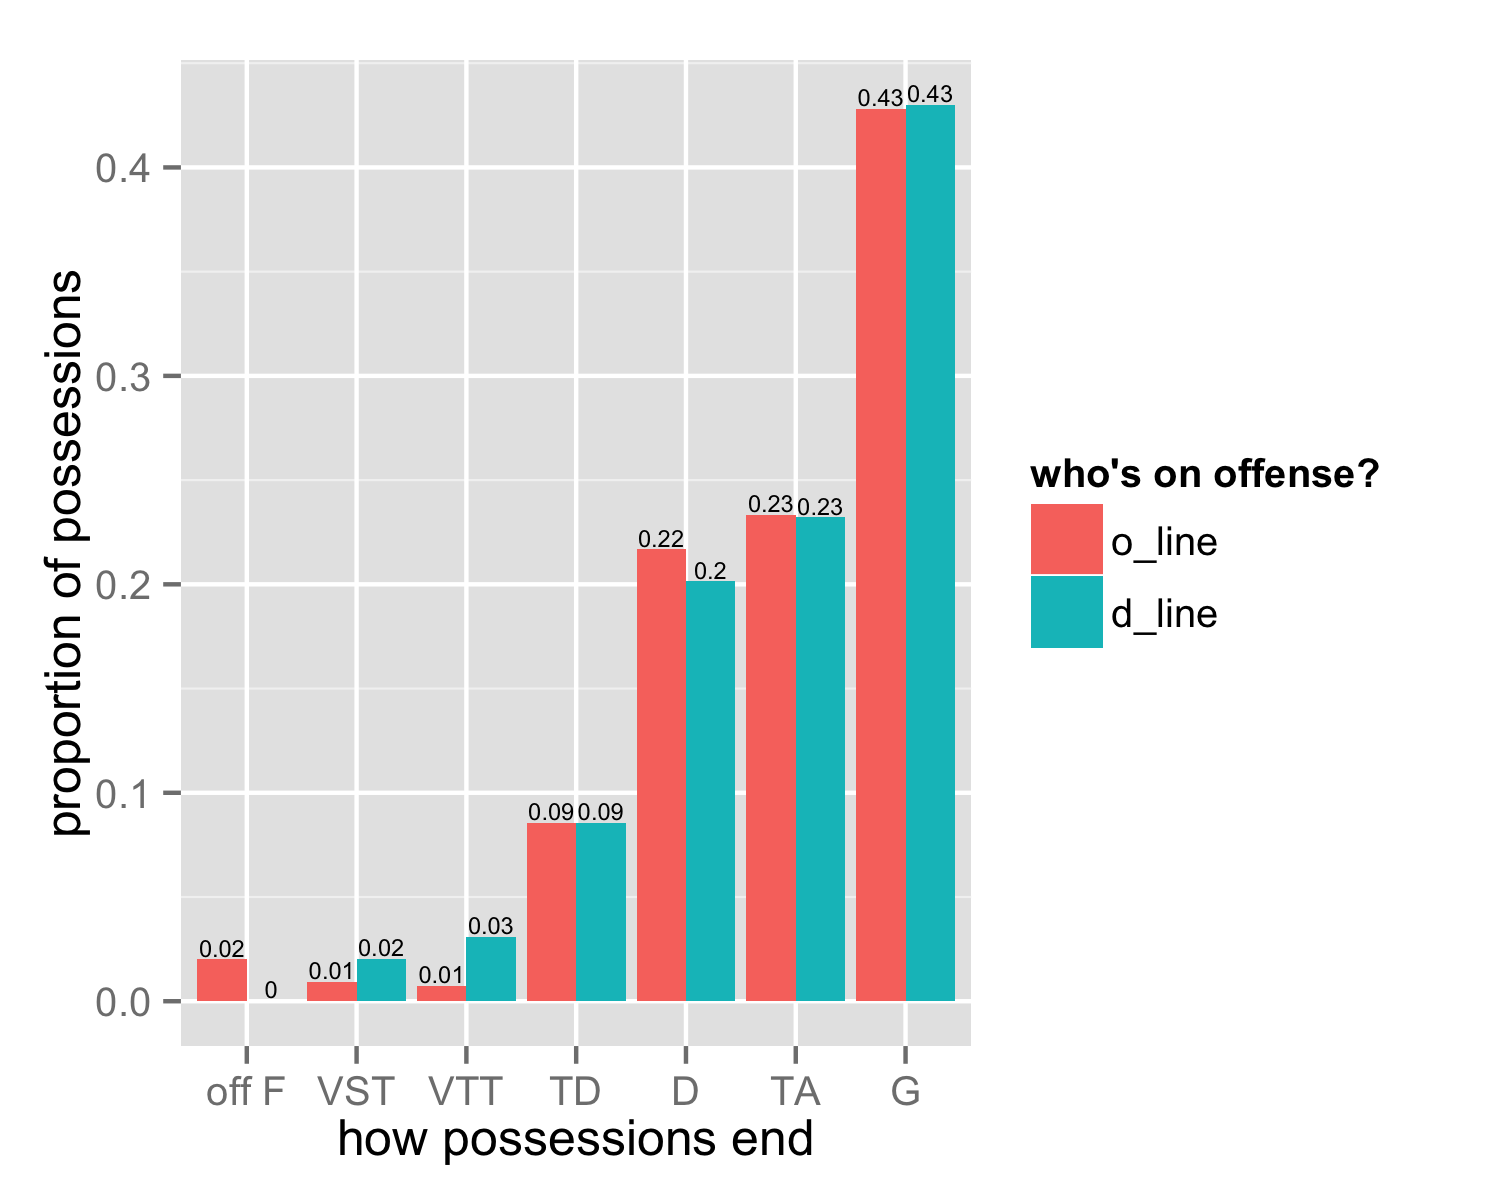 0.43 0.43
0.4
0.3
0.23 0.23
0.22
0.2
0.2
0.1
0.09 0.09
0.03
0.02 0.02
0.01 0.01
0
0.0
off F VST VTT TD D TA G
how possessions end
proportion of possessions
who's on offense?
o_line
d_line